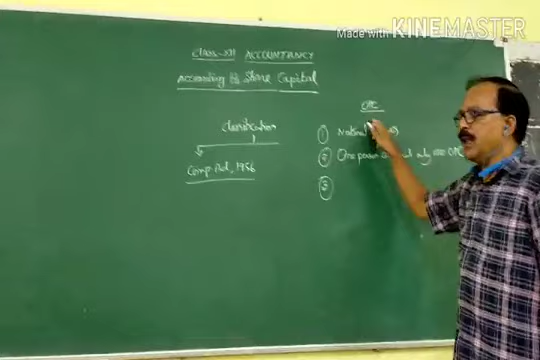 Made with KINEMASTER
Class-XII ACCOUNTANCY
Accounting for Share Capital
Classification
Comp Act, 1956
OPC
①
② One person only one OPC
③